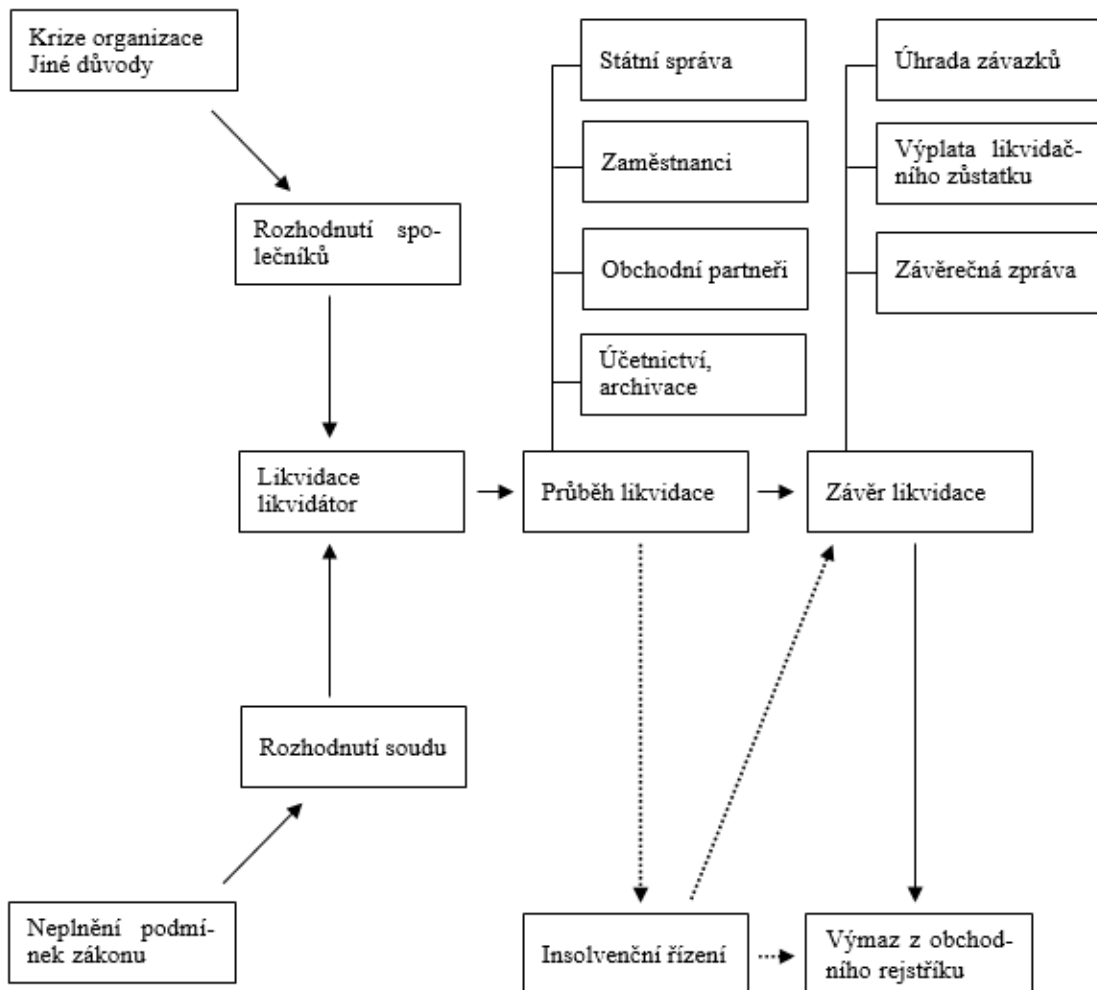 Krize organizace
Jiné důvody
Státní správa
Úhrada závazků
Zaměstnanci
Výplata likvidač-
ního zůstatku
Rozhodnutí spo-
lečníků
Obchodní partneři
Závěrečná zpráva
Účetnictví,
archivace
Likvidace
likvidátor
Průběh likvidace
Závěr likvidace
Rozhodnutí soudu
Neplnění podmí-
nek zákonu
Insolvenční řízení
Výmaz z obchod-
ního rejstříku